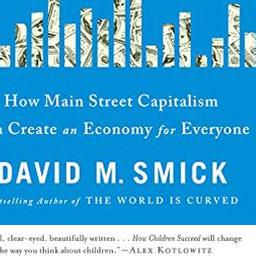 How Main Street Capitalism
Create an Economy for Everyone
DAVID M. SMICK
Author of THE WORLD IS CURVED
clear-eyed, beautifully written . . . How Children Succeed will change
way you think about children."—ALEX KOTLOWITZ